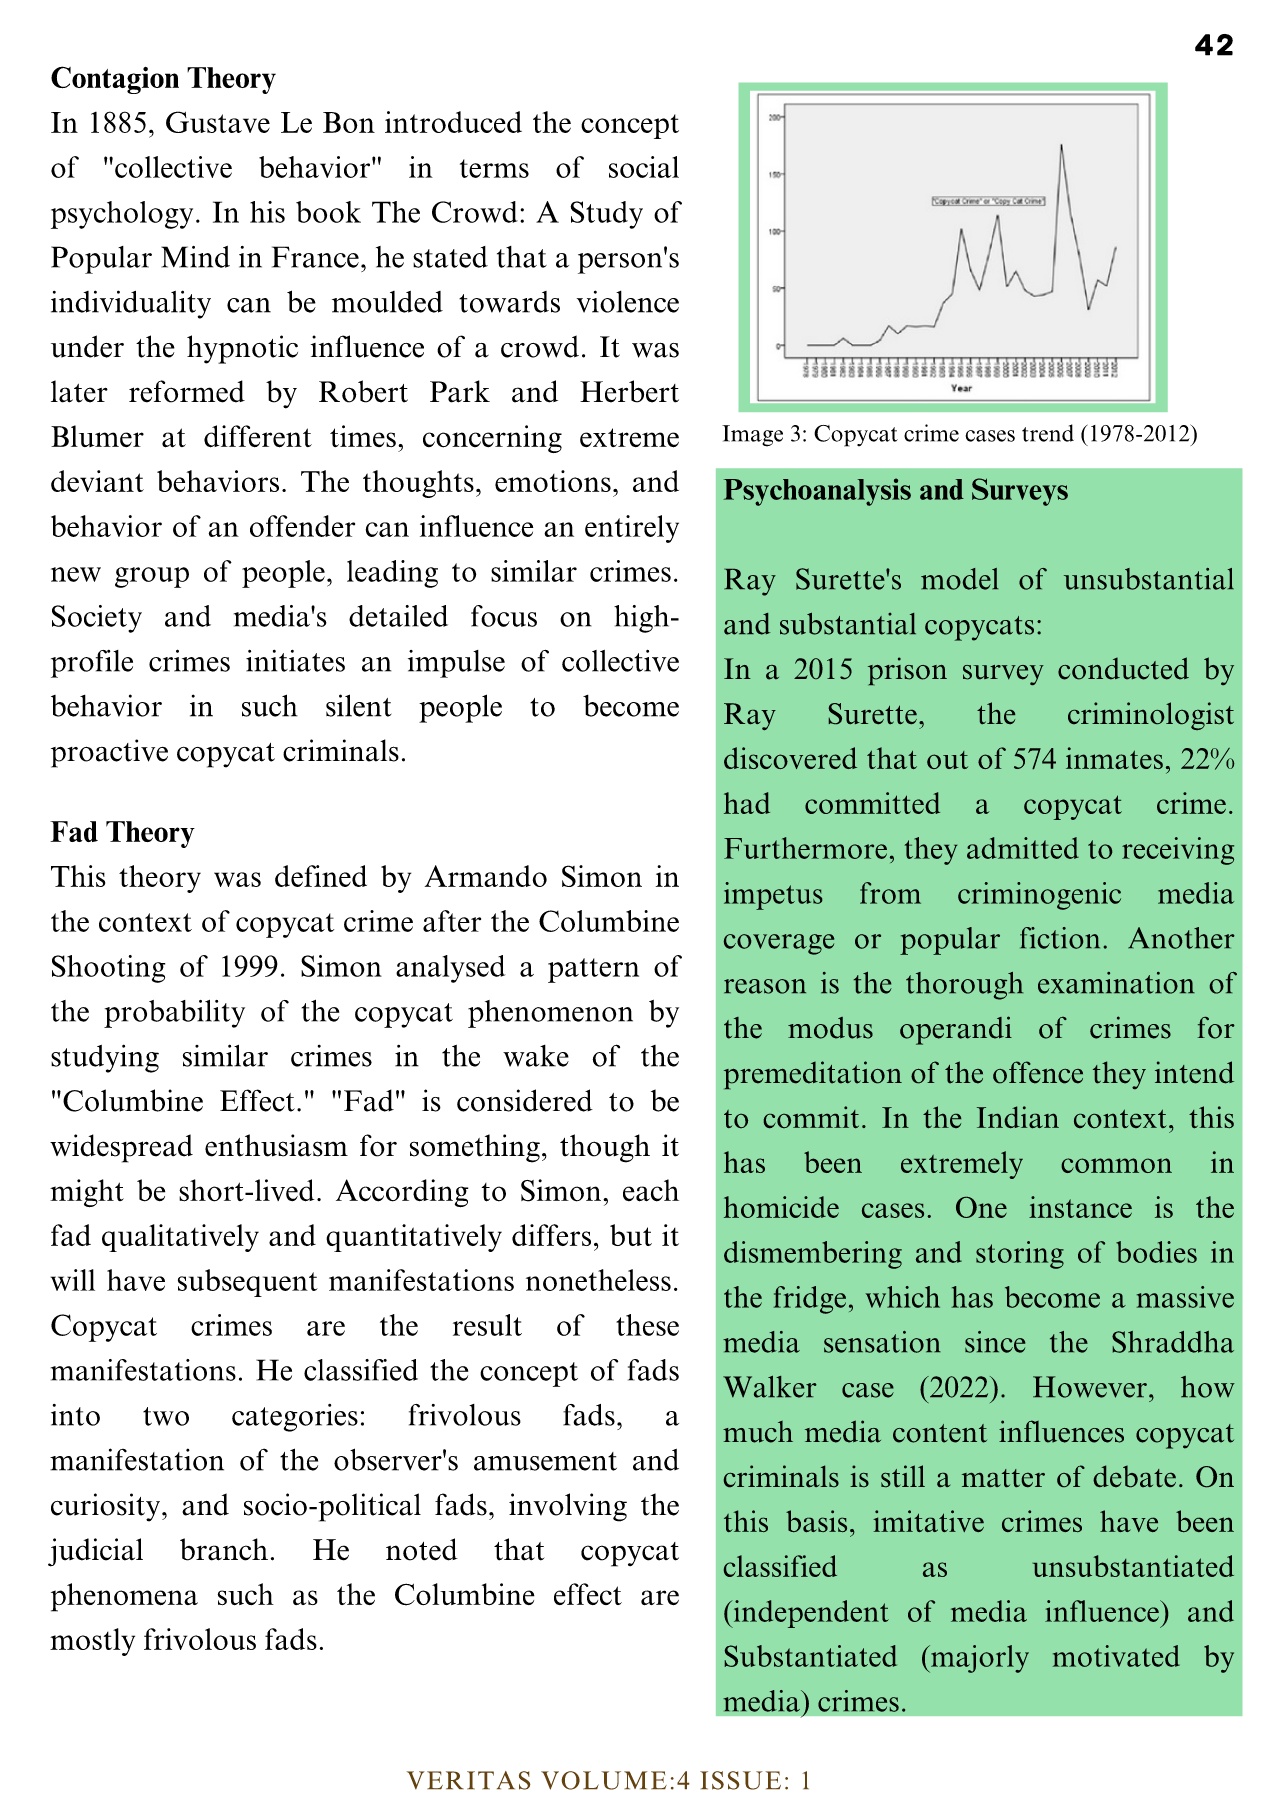 42
Contagion Theory
In 1885, Gustave Le Bon introduced the concept
of "collective behavior" in terms of social
psychology. In his book The Crowd: A Study of
Popular Mind in France, he stated that a person's
individuality can be moulded towards violence
under the hypnotic influence of a crowd. It was
later reformed by Robert Park and Herbert
Blumer at different times, concerning extreme
deviant behaviors. The thoughts, emotions, and
behavior of an offender can influence an entirely
new group of people, leading to similar crimes.
Society and media's detailed focus on high-
profile crimes initiates an impulse of collective
behavior in such silent people to become
proactive copycat criminals.
Fad Theory
This theory was defined by Armando Simon in
the context of copycat crime after the Columbine
Shooting of 1999. Simon analysed a pattern of
the probability of the copycat phenomenon by
studying similar crimes in the wake of the
"Columbine Effect." "Fad" is considered to be
widespread enthusiasm for something, though it
might be short-lived. According to Simon, each
fad qualitatively and quantitatively differs, but it
will have subsequent manifestations nonetheless.
Copycat crimes are the result of these
manifestations. He classified the concept of fads
into two categories: frivolous fads, a
manifestation of the observer's amusement and
curiosity, and socio-political fads, involving the
judicial branch. He noted that copycat
phenomena such as the Columbine effect are
mostly frivolous fads.
200
150
100
50
0
"Copycat Crime" or "Copy Cat Crime"
Year
Image 3: Copycat crime cases trend (1978-2012)
Psychoanalysis and Surveys
Ray Surette's model of unsubstantial
and substantial copycats:
In a 2015 prison survey conducted by
Ray Surette, the criminologist
discovered that out of 574 inmates, 22%
had committed a copycat crime.
Furthermore, they admitted to receiving
impetus from criminogenic media
coverage or popular fiction. Another
reason is the thorough examination of
the modus operandi of crimes for
premeditation of the offence they intend
to commit. In the Indian context, this
has been extremely common in
homicide cases. One instance is the
dismembering and storing of bodies in
the fridge, which has become a massive
media sensation since the Shraddha
Walker case (2022). However, how
much media content influences copycat
criminals is still a matter of debate. On
this basis, imitative crimes have been
classified as unsubstantiated
(independent of media influence) and
Substantiated (majorly motivated by
media) crimes.
VERITAS VOLUME:4 ISSUE: 1